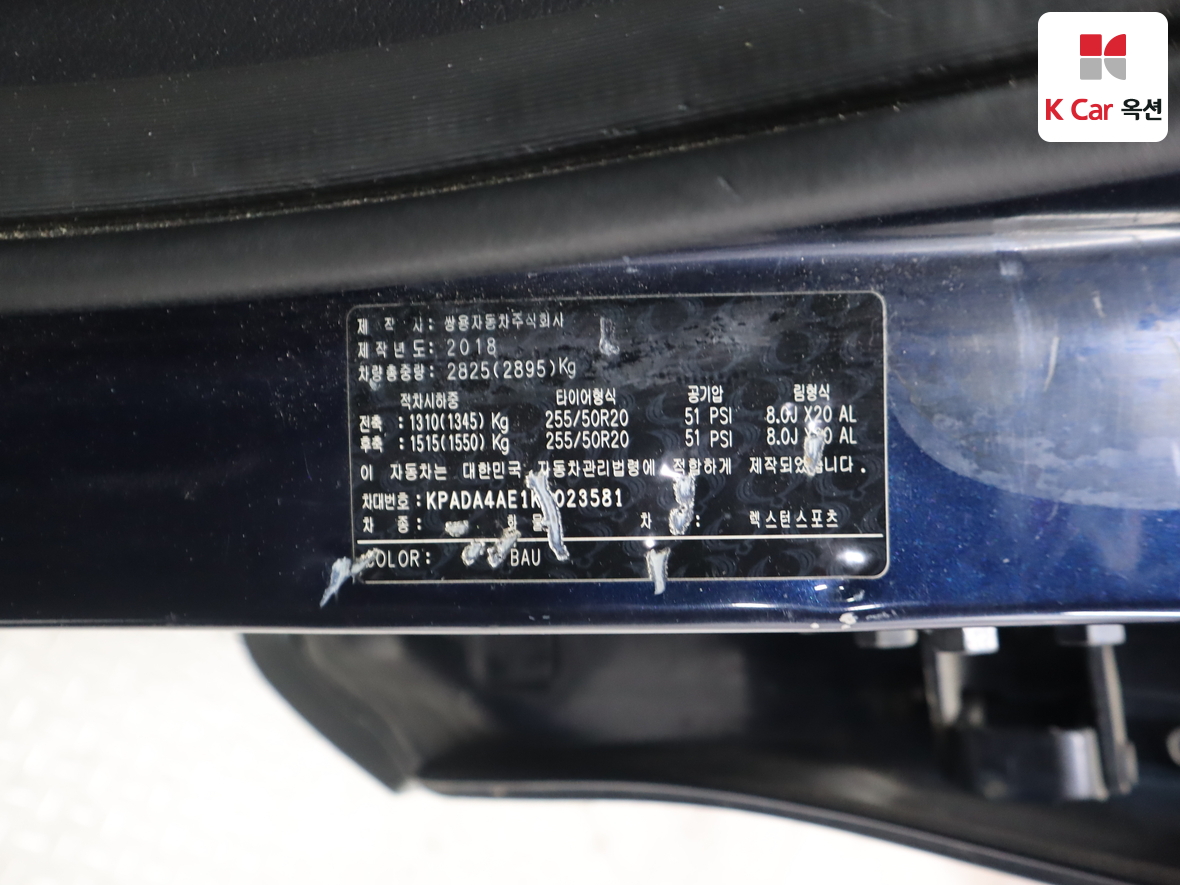 K Car 옥션
제 작 사 : 쌍용자동차주식회사
제작년도 : 2018
차량총중량 : 2825(2895)Kg
적차시하중 타이어형식 공기압 림형식
전축 : 1310(1345) Kg 255/50R20 51 PSI 8.0J X20 AL
후축 : 1515(1550) Kg 255/50R20 51 PSI 8.0J AL
이 자동차는 대한민국 자동차관리법령에 적합하게 제작되었습니다.
차대번호 : KPADA4AE1K 023581
차 종 : 화물 차 : 렉스턴스포츠
COLOR : BAU